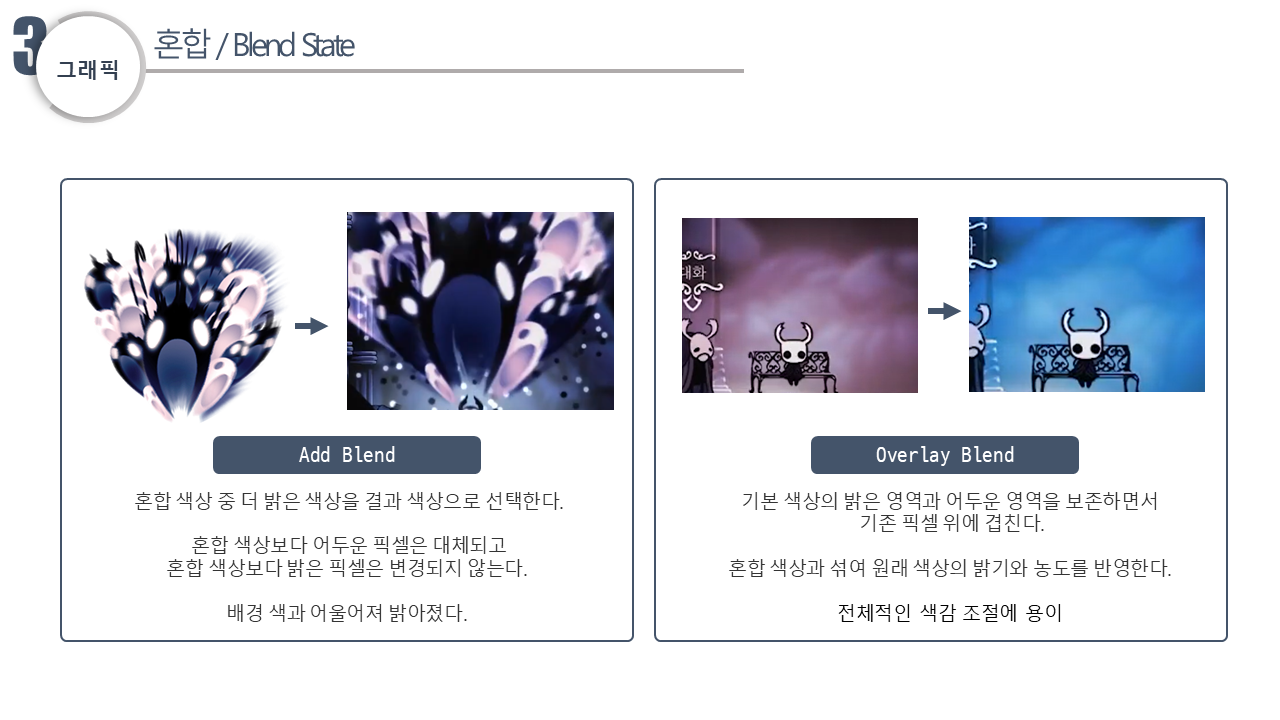 3
그래픽
혼합 / Blend State
대화
Add Blend
혼합 색상 중 더 밝은 색상을 결과 색상으로 선택한다.
혼합 색상보다 어두운 픽셀은 대체되고
혼합 색상보다 밝은 픽셀은 변경되지 않는다.
배경 색과 어울어져 밝아졌다.
Overlay Blend
기본 색상의 밝은 영역과 어두운 영역을 보존하면서
기존 픽셀 위에 겹친다.
혼합 색상과 섞여 원래 색상의 밝기와 농도를 반영한다.
전체적인 색감 조절에 용이